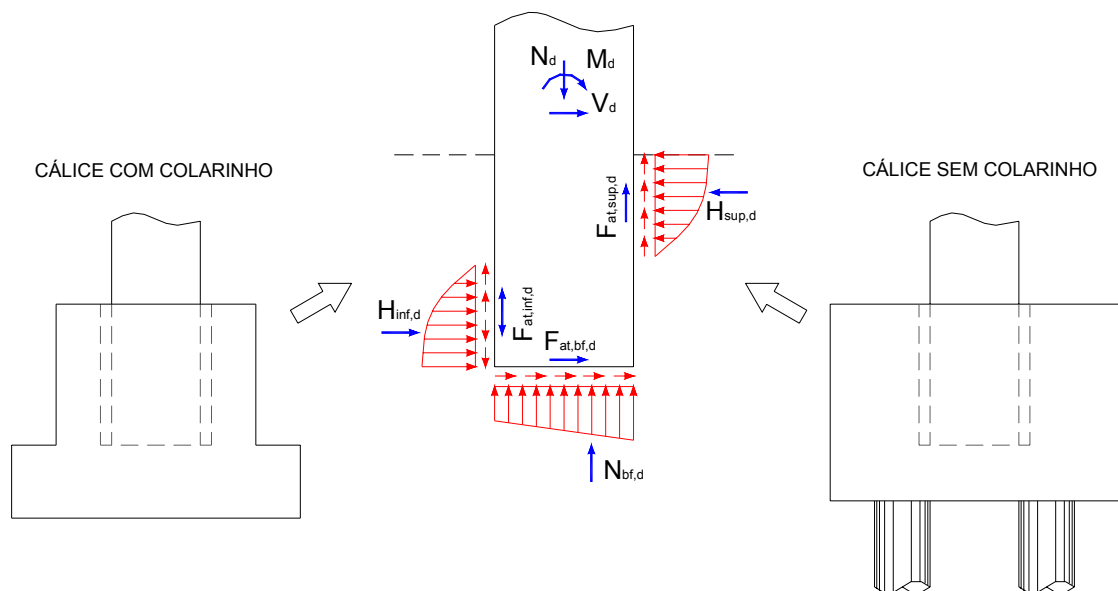 CÁLICE COM COLARINHO
Nd Md
Vd
CÁLICE SEM COLARINHO
Fat,sup,d
Hsup,d
Hinf,d
Fat,inf,d
Fat,bf,d
Nbf,d